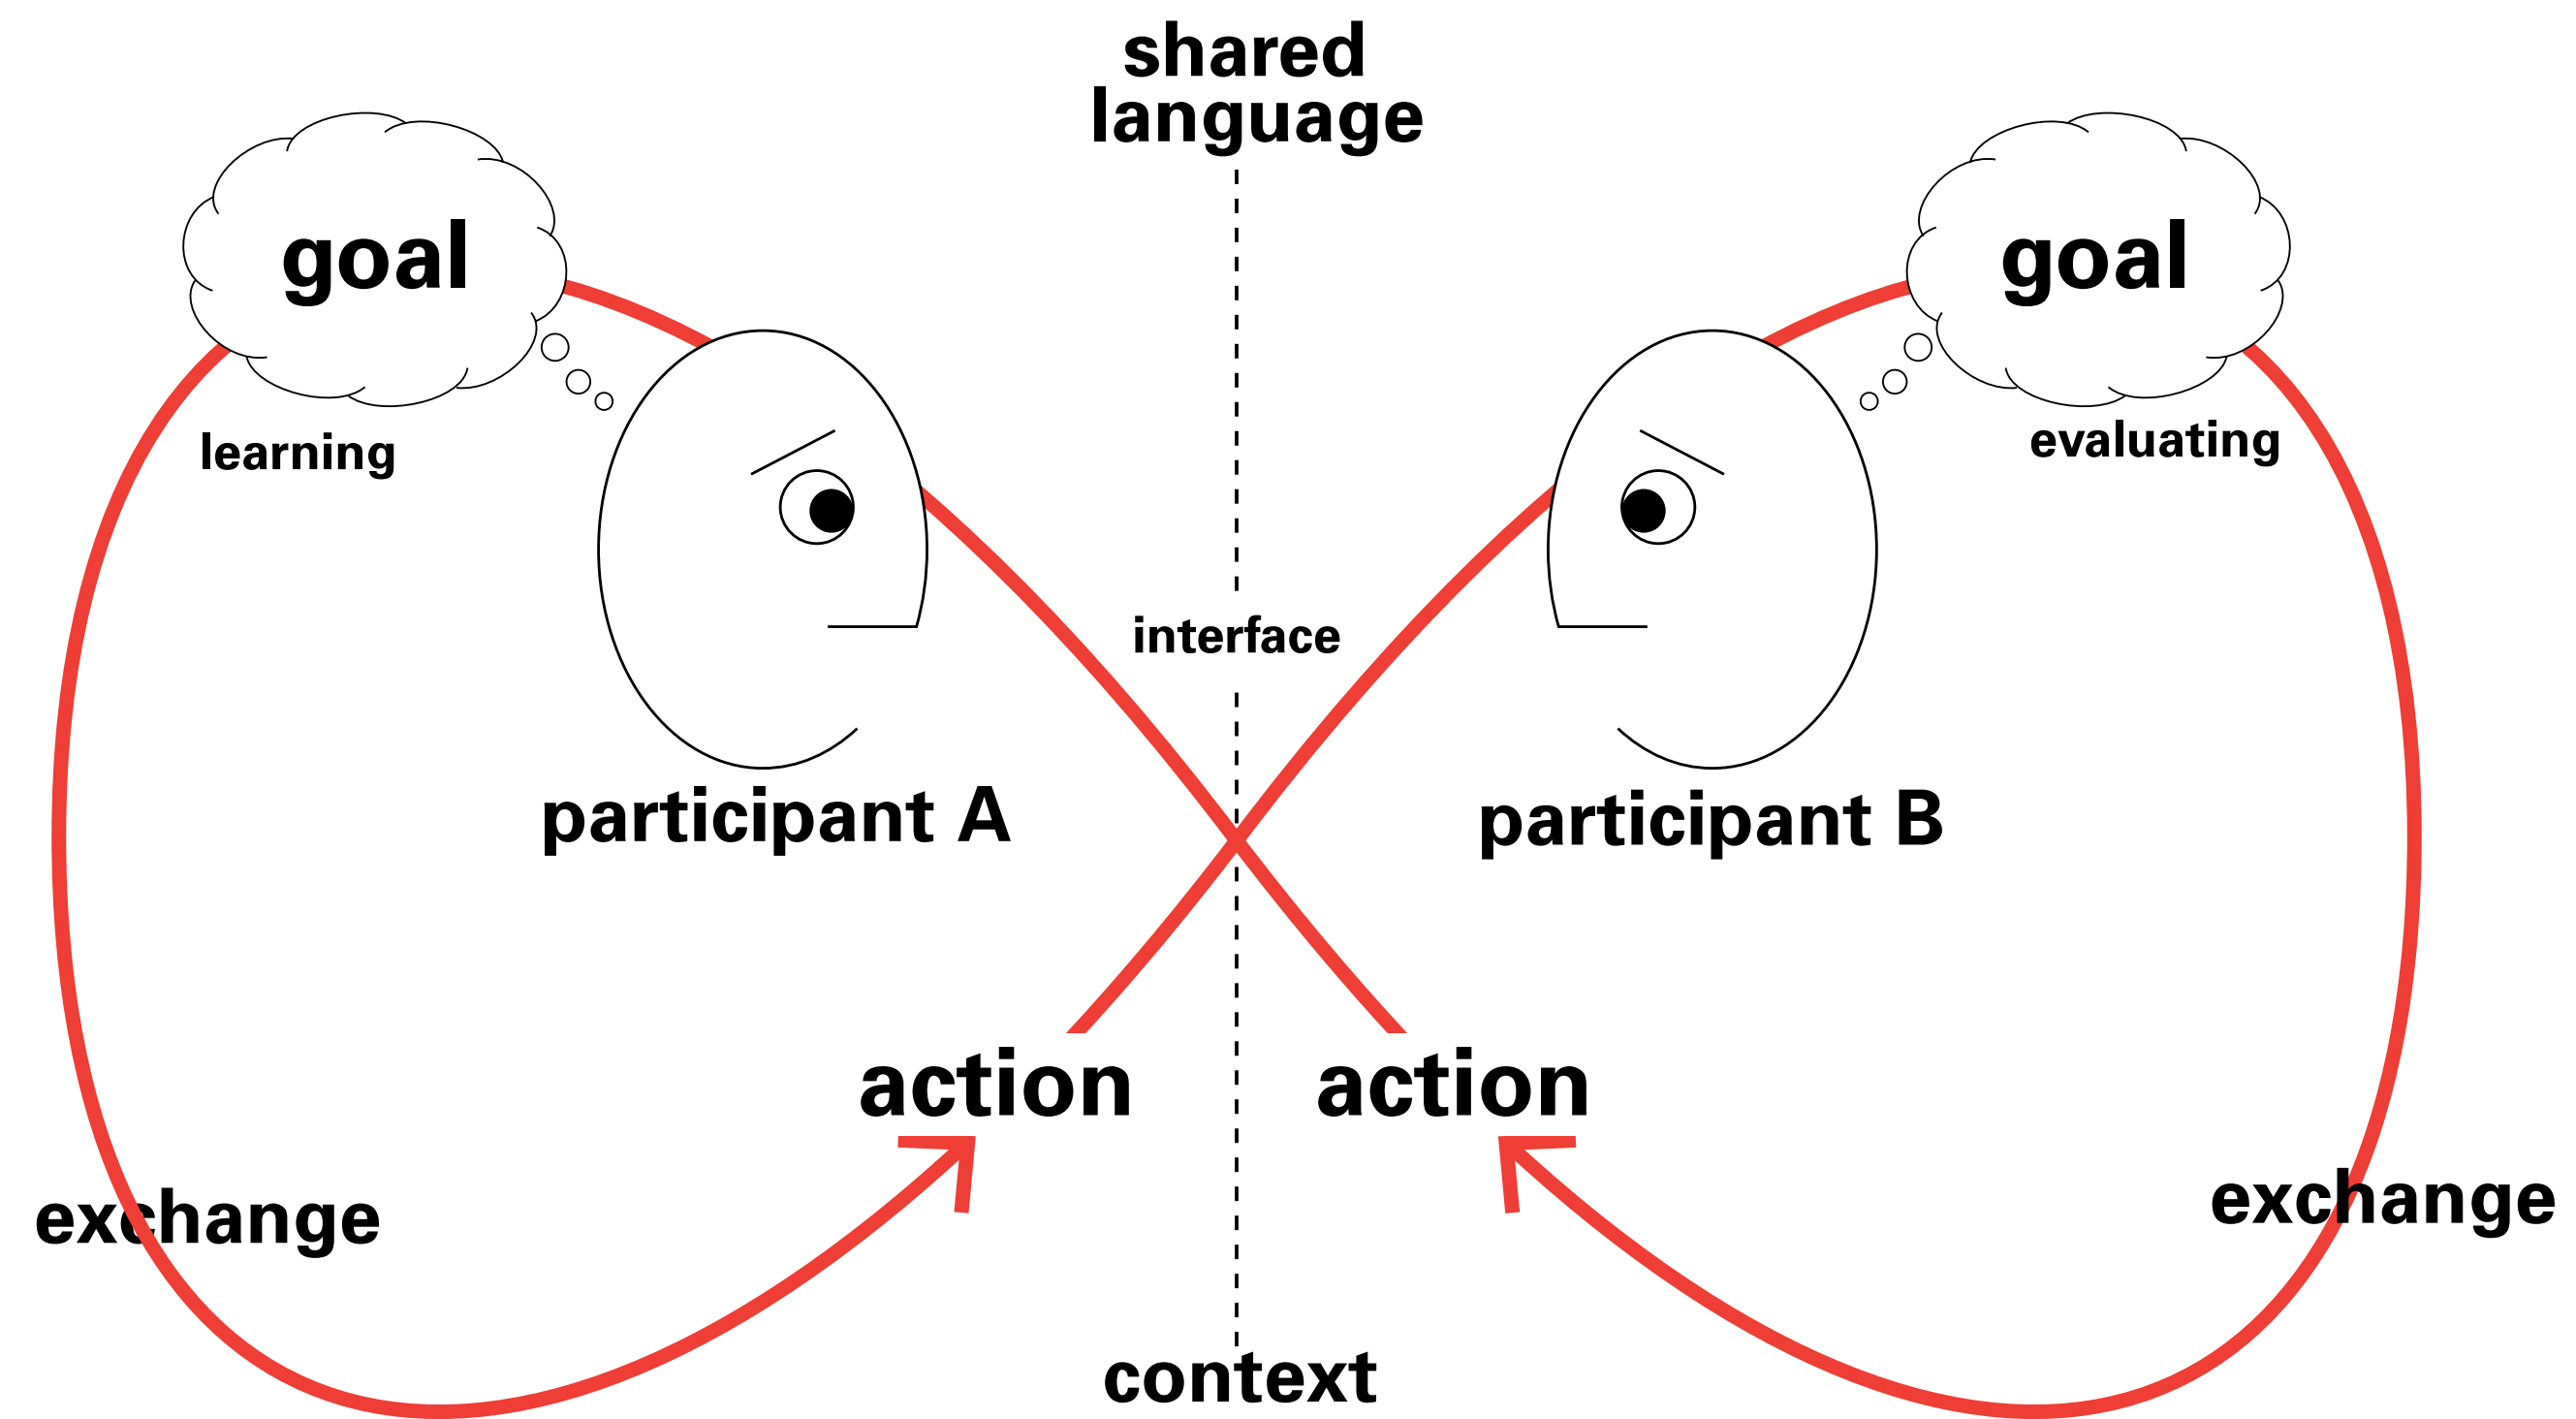 shared
language
goal
goal
learning
evaluating
interface
participant A
participant B
action
action
exchange
exchange
context